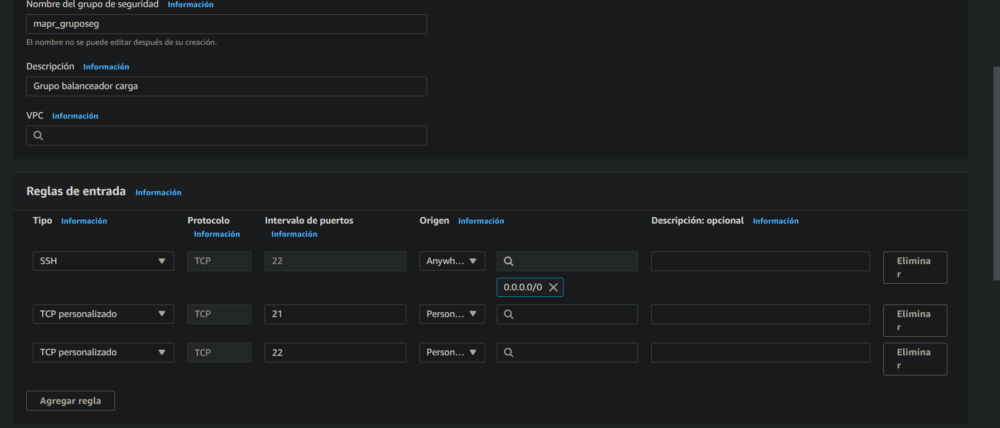 Nombre del grupo de seguridad Información
mapr_gruposeg
El nombre no se puede editar después de su creación.
Descripción Información
Grupo balanceador carga
VPC Información
Reglas de entrada Información
Tipo Información Protocolo Intervalo de puertos Origen Información Descripción: opcional Información
Información Información
SSH TCP 22 Anywh... Elimina
r
0.0.0.0/0
TCP personalizado TCP 21 Person... Elimina
r
TCP personalizado TCP 22 Person... Elimina
r
Agregar regla